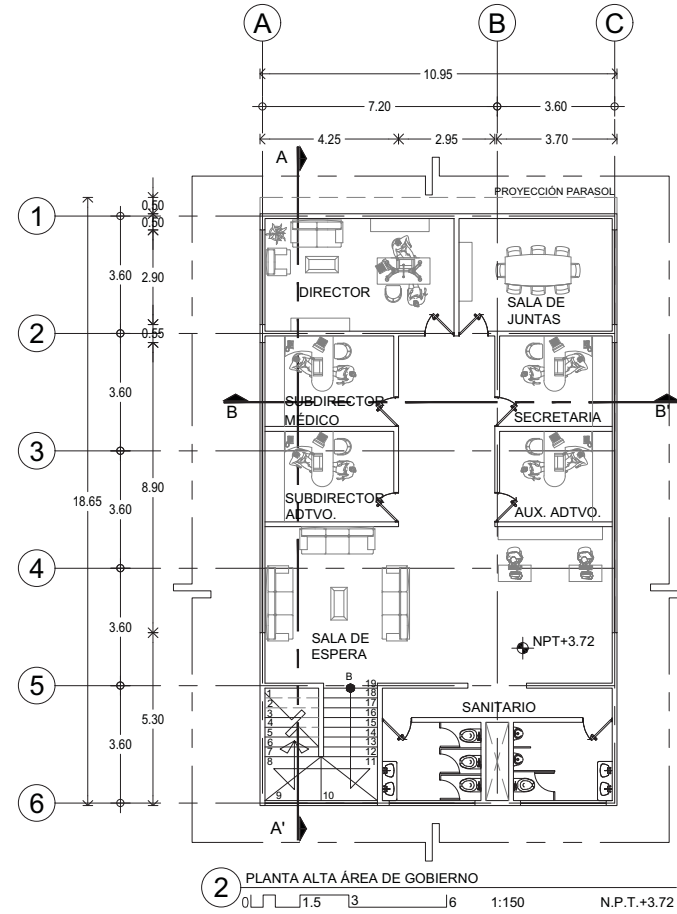 A B C
10.95
7.20 3.60
4.25 2.95 3.70
A
PROYECCIÓN PARASOL
0.50
1
0.50
3.60 2.90
DIRECTOR
SALA DE
JUNTAS
2
0.55
3.60
SUBDIRECTOR
MÉDICO
B
SECRETARIA
B'
3
8.90
18.65
3.60
SUBDIRECTOR
ADTVO.
AUX. ADTVO.
4
3.60
SALA DE
ESPERA
NPT+3.72
5
B
1
2
3
4
5
6
7
8
9
10
11
12
13
14
15
16
17
18
19
SANITARIO
5.30
3.60
6
A'
2 PLANTA ALTA ÁREA DE GOBIERNO
0 1.5 3 6 1:150 N.P.T.+3.72